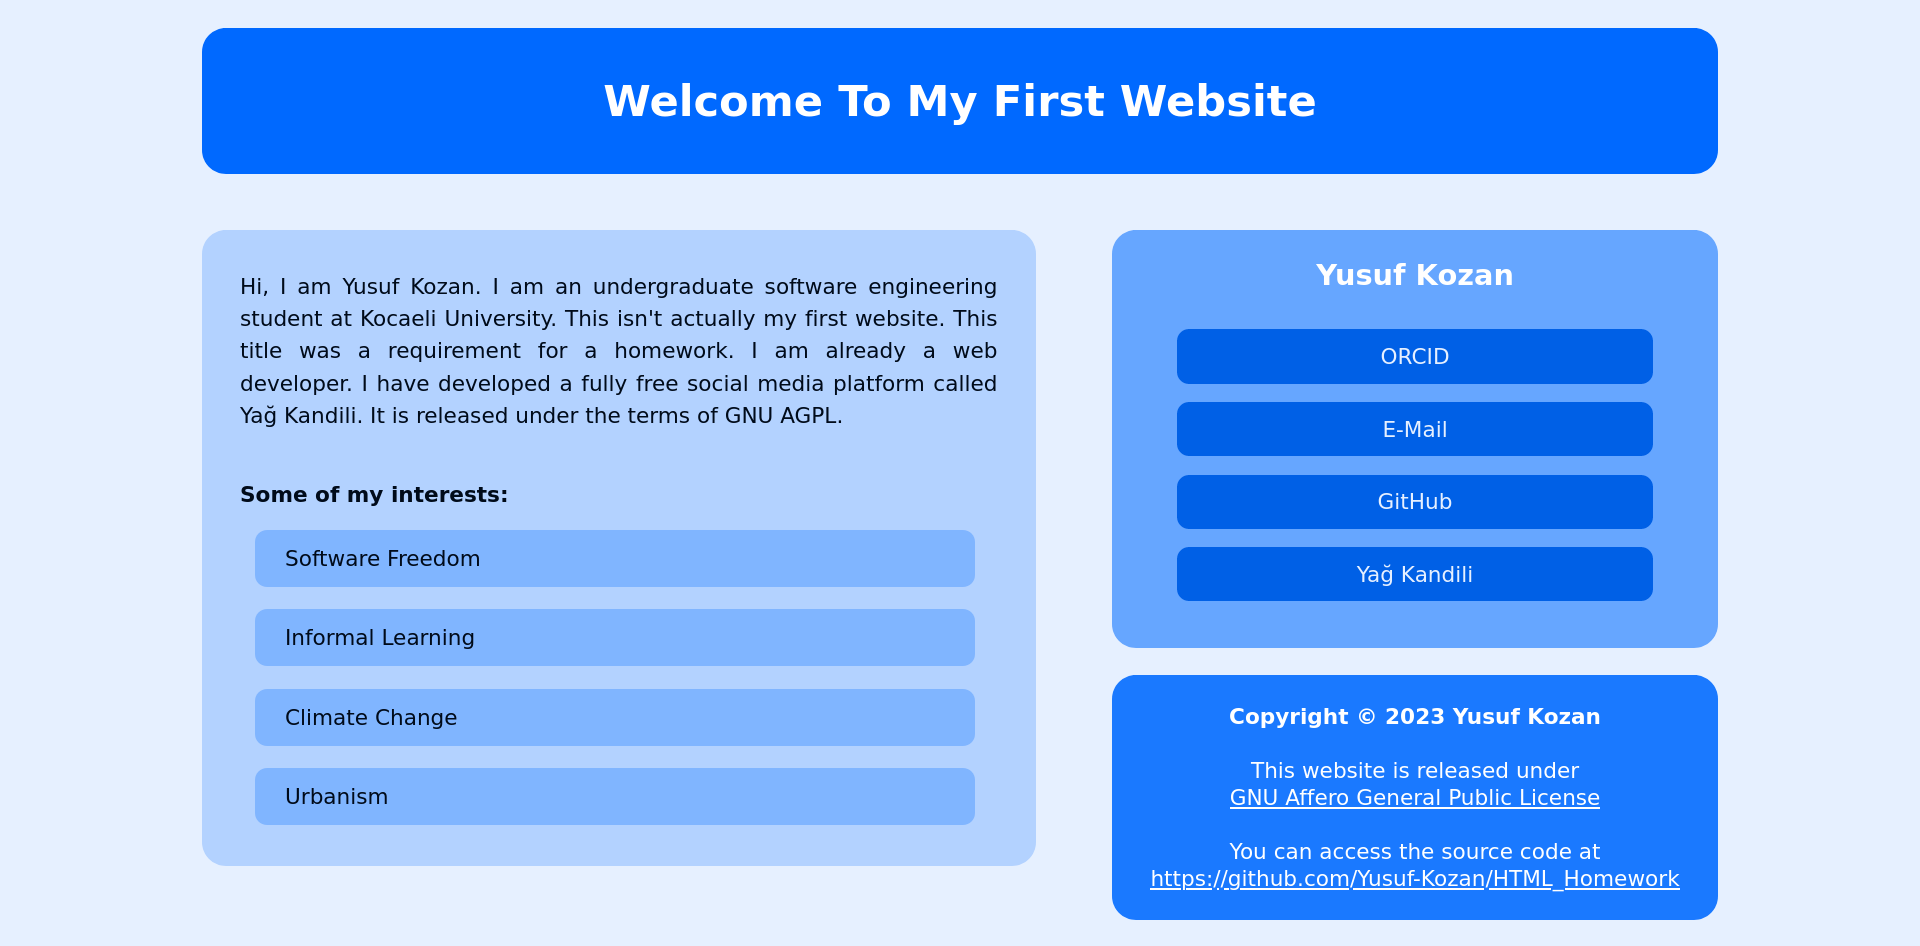 Welcome To My First Website
Hi, I am Yusuf Kozan. I am an undergraduate software engineering
student at Kocaeli University. This isn't actually my first website. This
title was a requirement for a homework. I am already a web
developer. I have developed a fully free social media platform called
Yağ Kandili. It is released under the terms of GNU AGPL.
Some of my interests:
Software Freedom
Informal Learning
Climate Change
Urbanism
Yusuf Kozan
ORCID
E-Mail
GitHub
Yağ Kandili
Copyright © 2023 Yusuf Kozan
This website is released under
GNU Affero General Public License
You can access the source code at
https://github.com/Yusuf-Kozan/HTML_Homework